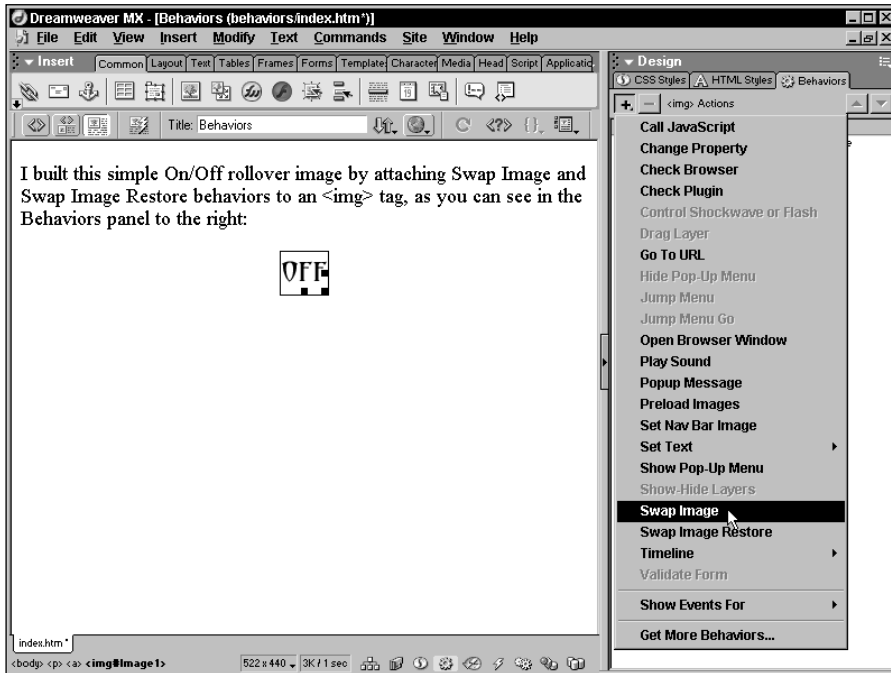 Dreamweaver MX - [Behaviors (behaviors/index.htm*)]
File Edit View Insert Modify Text Commands Site Window Help
Insert Common Layout Text Tables Frames Forms Template Character Media Head Script Applicatic
Title: Behaviors
I built this simple On/Off rollover image by attaching Swap Image and
Swap Image Restore behaviors to an <img> tag, as you can see in the
Behaviors panel to the right:
OFF
Design
CSS Styles HTML Styles Behaviors
<img> Actions
Call JavaScript
Change Property
Check Browser
Check Plugin
Control Shockwave or Flash
Drag Layer
Go To URL
Hide Pop-Up Menu
Jump Menu
Jump Menu Go
Open Browser Window
Play Sound
Popup Message
Preload Images
Set Nav Bar Image
Set Text
Show Pop-Up Menu
Show-Hide Layers
Swap Image
Swap Image Restore
Timeline
Validate Form
Show Events For
Get More Behaviors...
index.htm*
<body> <p> <a> <img#Image1> 522 x 440 3K / 1 sec